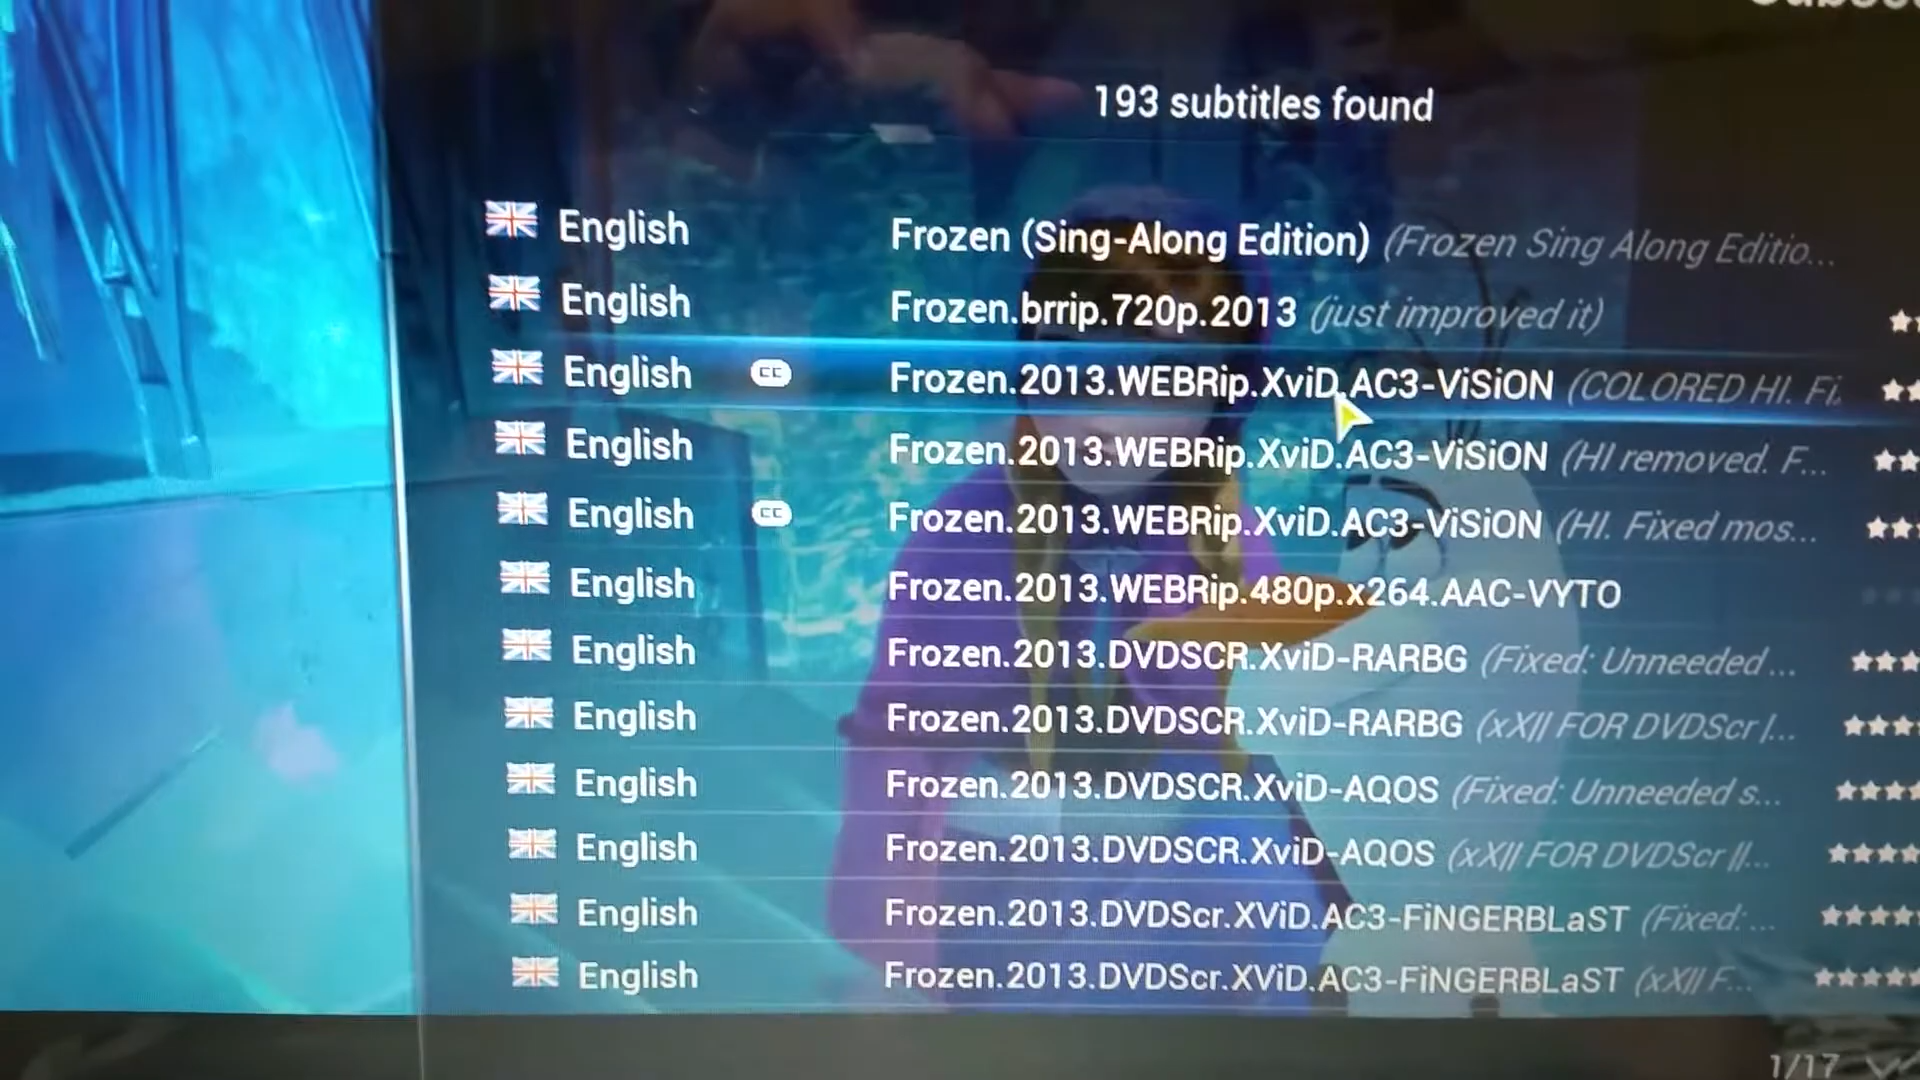 193 subtitles found
English Frozen (Sing-Along Edition) (Frozen Sing Along Editio...
English Frozen.brrip.720p.2013 (just improved it)
English CC Frozen.2013.WEBRip.XviD.AC3-ViSiON (COLORED HI. Fi
English Frozen.2013.WEBRip.XviD.AC3-ViSiON (HI removed. F...
English CC Frozen.2013.WEBRip.XviD.AC3-ViSiON (HI. Fixed mos...
English Frozen.2013.WEBRip.480p.x264.AAC-VYTO
English Frozen.2013.DVDSCR.XviD-RARBG (Fixed: Unneeded ...
English Frozen.2013.DVDSCR.XviD-RARBG (xX|| FOR DVDScr |...
English Frozen.2013.DVDSCR.XviD-AQOS (Fixed: Unneeded s...
English Frozen.2013.DVDSCR.XviD-AQOS (xX|| FOR DVDScr ||...
English Frozen.2013.DVDScr.XViD.AC3-FiNGERBLaST (Fixed: ...
English Frozen.2013.DVDScr.XViD.AC3-FiNGERBLaST (xX|| F...
1/17